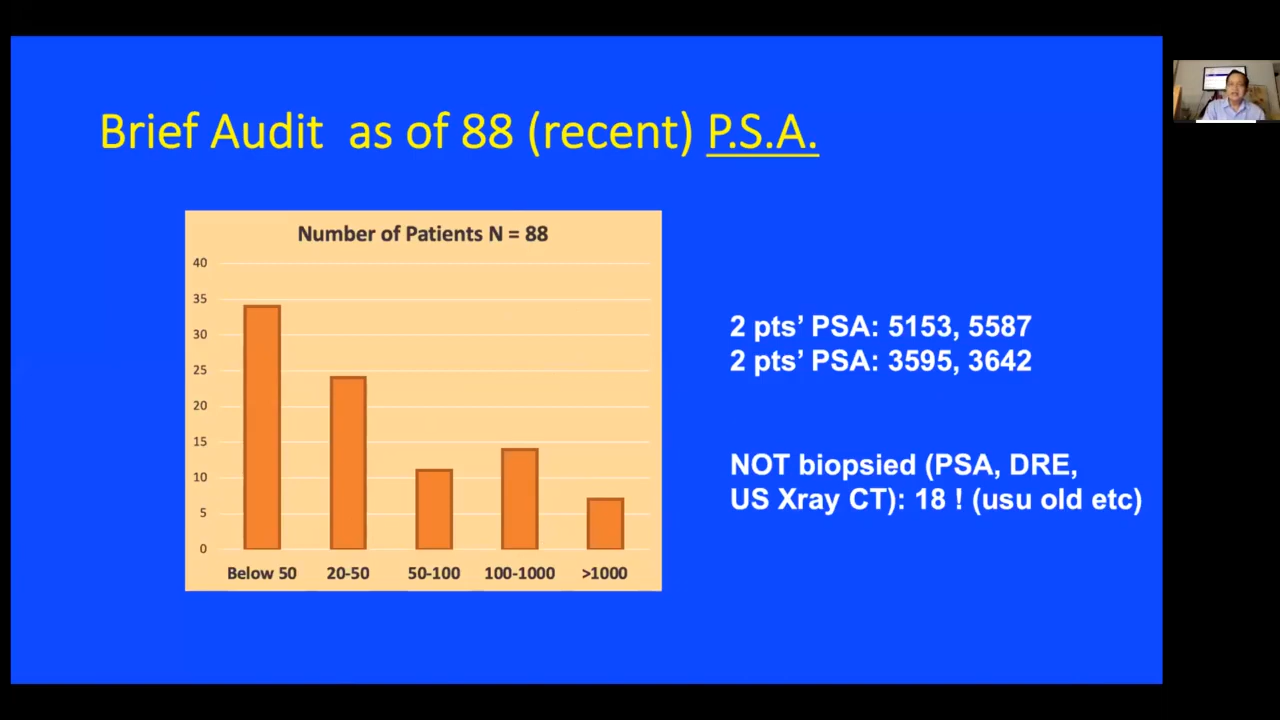 Brief Audit as of 88 (recent) P.S.A.
Number of Patients N = 88
40
35
30
25
20
15
10
5
0
Below 50 20-50 50-100 100-1000 >1000
2 pts’ PSA: 5153, 5587
2 pts’ PSA: 3595, 3642
NOT biopsied (PSA, DRE,
US Xray CT): 18 ! (usu old etc)